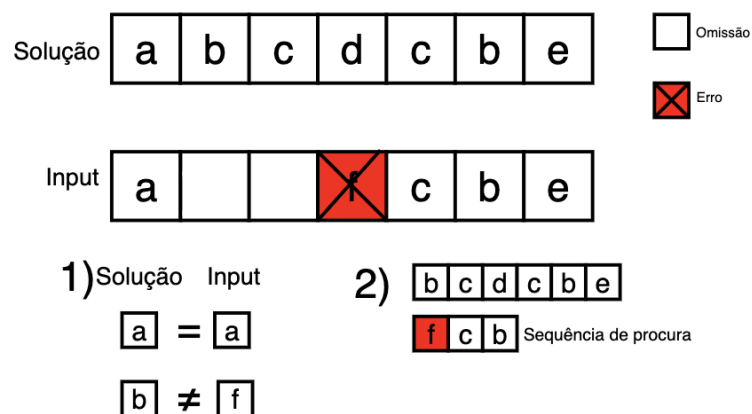 Solução a b c d c b e
Omissão
Erro
Input a f c b e
1) Solução Input
a = a
b ≠ f
2) b c d c b e
f c b Sequência de procura